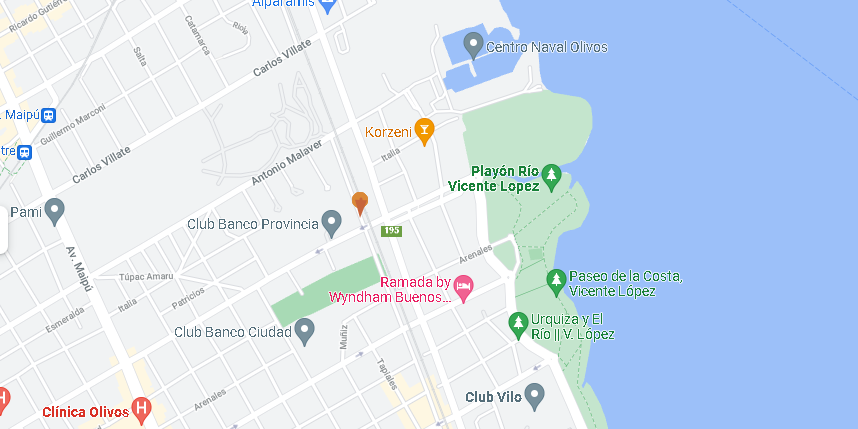 Ricardo Gutiérr
Alparamis
Riole
Catamarca
Salta
Carlos Villate
Centro Naval Olivos
. Maipú
Guillermo Marconi
Korzeni
tre
Italia
Antonio Malaver
Carlos Villate
Playón Río
Vicente Lopez
Pami
Club Banco Provincia
195
Av. Maipú
Arenales
Túpac Amaru
Ramada by
Wyndham Buenos...
Paseo de la Costa,
Vicente López
Patricios
Italia
Esmeralda
Urquiza y El
Río || V. López
Club Banco Ciudad
Muñiz
Tapiales
Club Vilo
Arenales
Clínica Olivos